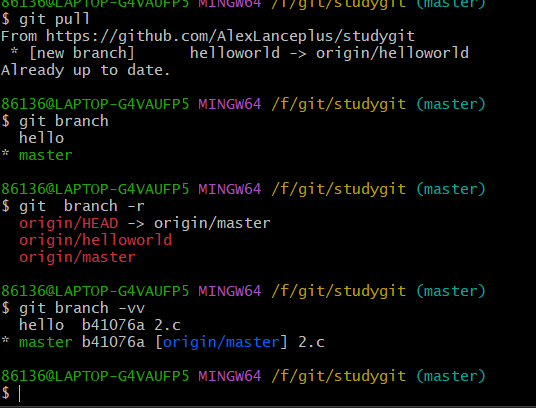 86136@LAPTOP-G4VAUFP5 MINGW64 /f/git/studygit (master)
$ git pull
From https://github.com/AlexLanceplus/studygit
 * [new branch]      helloworld -> origin/helloworld
Already up to date.

86136@LAPTOP-G4VAUFP5 MINGW64 /f/git/studygit (master)
$ git branch
  hello
* master

86136@LAPTOP-G4VAUFP5 MINGW64 /f/git/studygit (master)
$ git  branch -r
  origin/HEAD -> origin/master
  origin/helloworld
  origin/master

86136@LAPTOP-G4VAUFP5 MINGW64 /f/git/studygit (master)
$ git branch -vv
  hello  b41076a 2.c
* master b41076a [origin/master] 2.c

86136@LAPTOP-G4VAUFP5 MINGW64 /f/git/studygit (master)
$